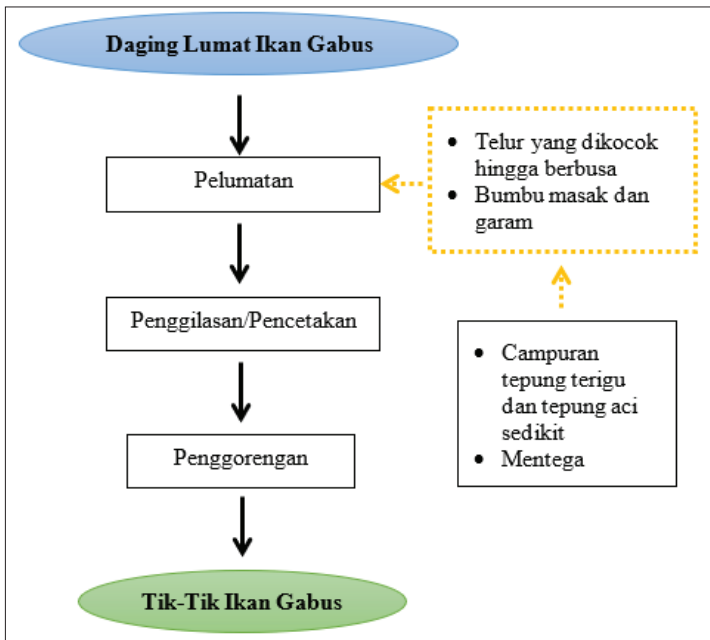 Daging Lumat Ikan Gabus
Pelumatan
• Telur yang dikocok
hingga berbusa
• Bumbu masak dan
garam
Penggilasan/Pencetakan
• Campuran
tepung terigu
dan tepung aci
sedikit
• Mentega
Penggorengan
Tik-Tik Ikan Gabus